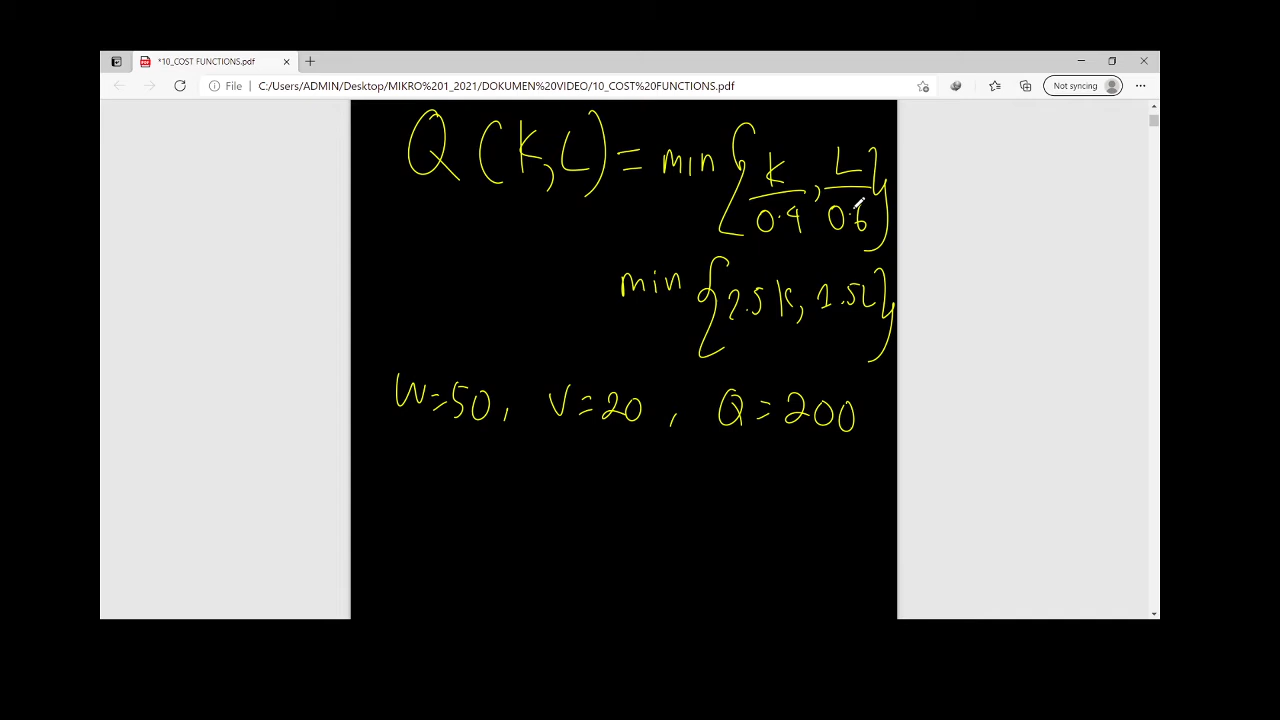 *10_COST FUNCTIONS.pdf
File C:/Users/ADMIN/Desktop/MIKRO%201_2021/DOKUMEN%20VIDEO/10_COST%20FUNCTIONS.pdf Not syncing
Q (K,L) = min { K/0.4 , L/0.6 }
min { 2.5K, 1.5L }
W=50, V=20, Q=200